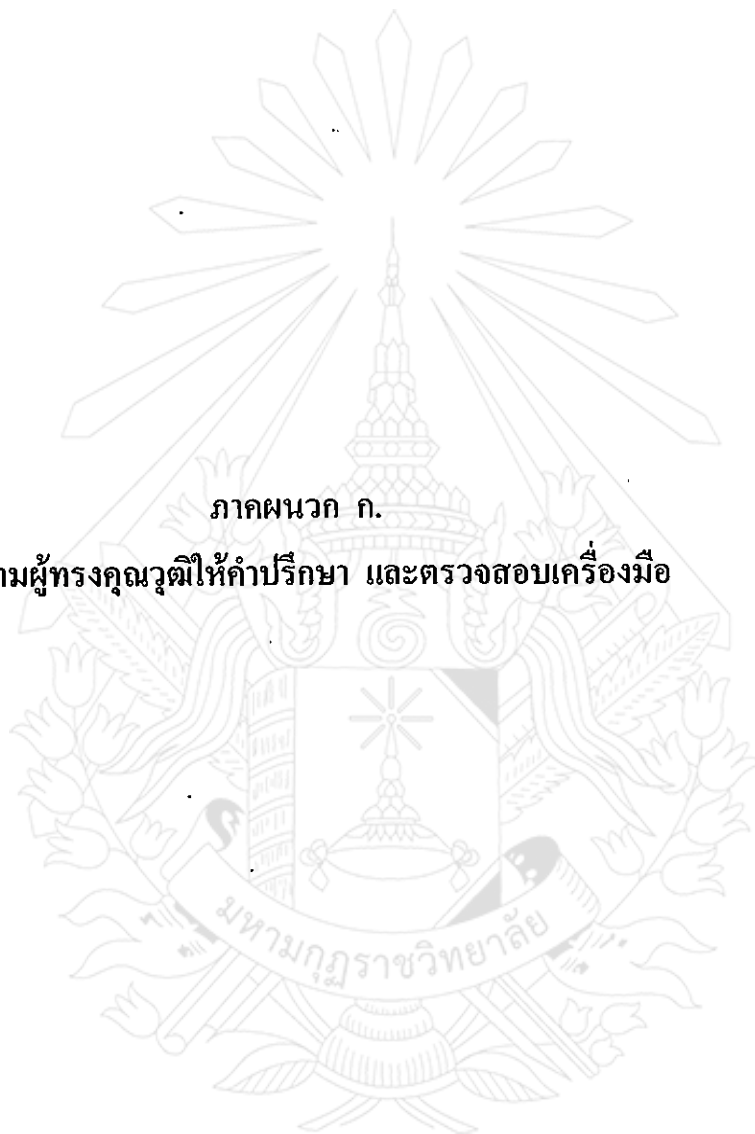 ภาคผนวก ก.
ามผู้ทรงคุณวุฒิให้คำปรึกษา และตรวจสอบเครื่องมือ
มหามกุฏราชวิทยาลัย